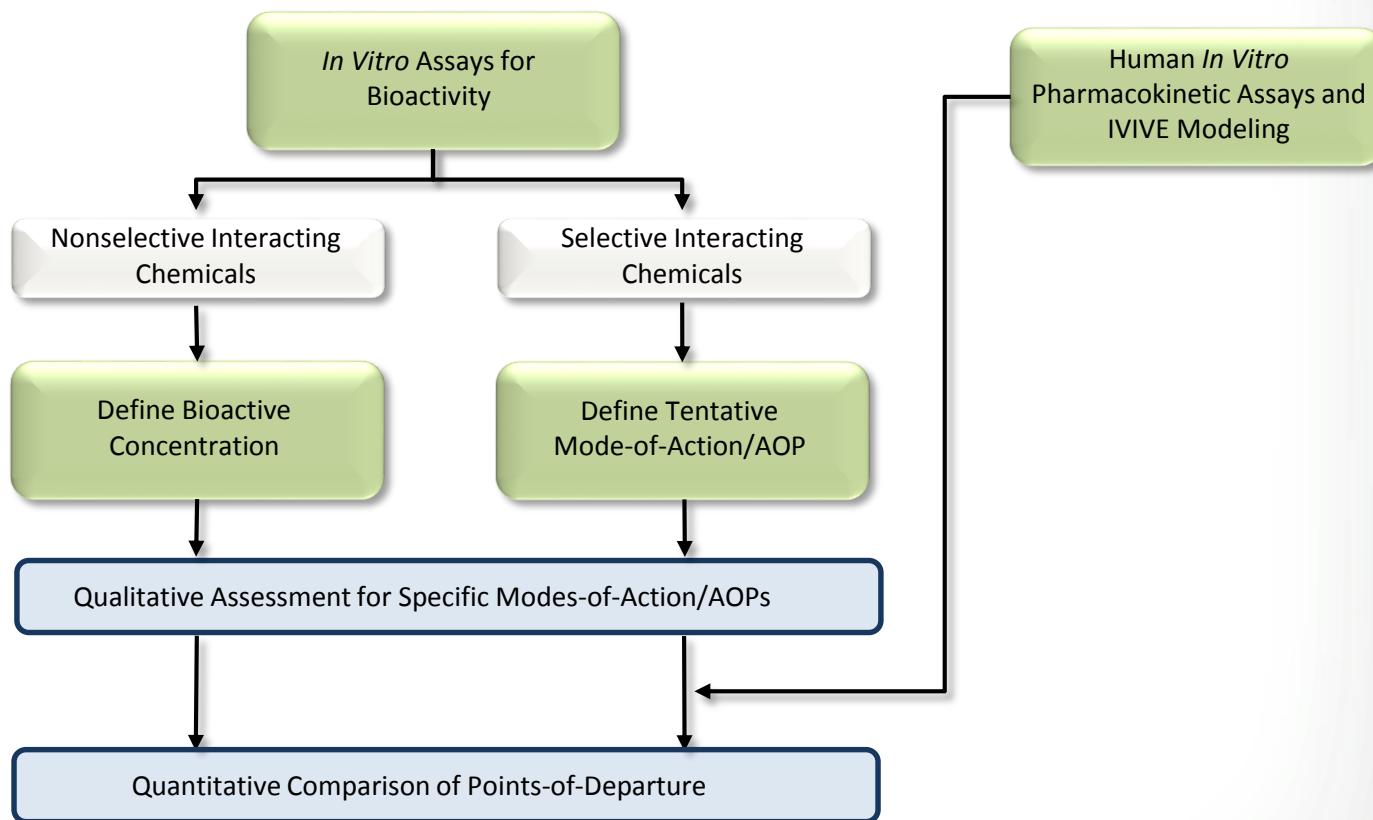 In Vitro Assays for
Bioactivity
Human In Vitro
Pharmacokinetic Assays and
IVIVE Modeling
Nonselective Interacting
Chemicals
Selective Interacting
Chemicals
Define Bioactive
Concentration
Define Tentative
Mode-of-Action/AOP
Qualitative Assessment for Specific Modes-of-Action/AOPs
Quantitative Comparison of Points-of-Departure